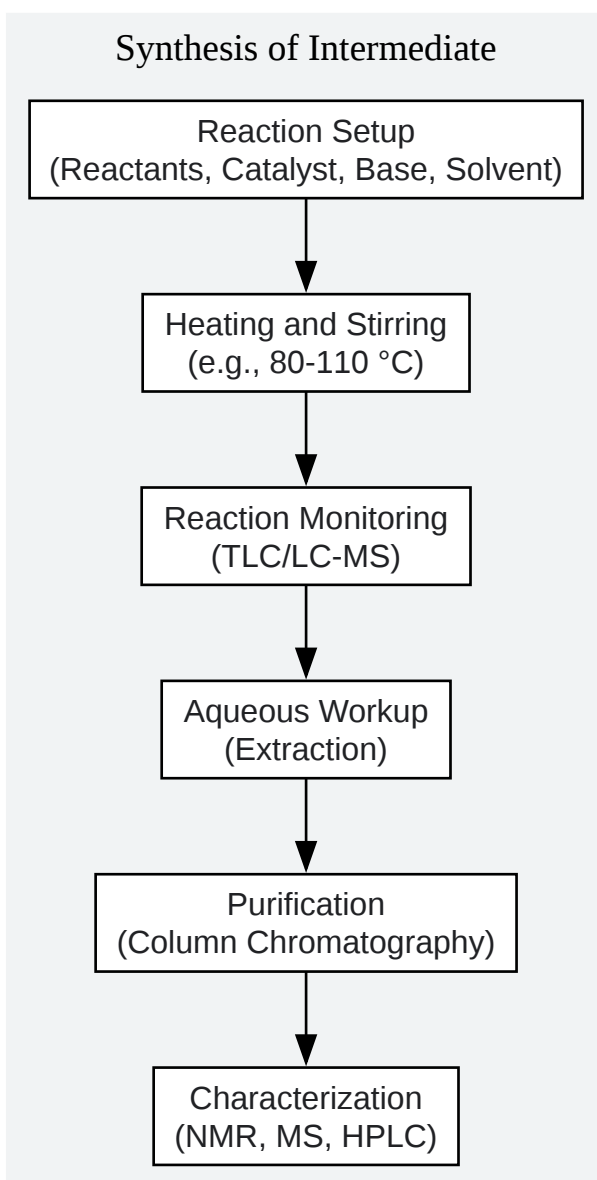 Synthesis of Intermediate
Reaction Setup
(Reactants, Catalyst, Base, Solvent)
Heating and Stirring
(e.g., 80-110 °C)
Reaction Monitoring
(TLC/LC-MS)
Aqueous Workup
(Extraction)
Purification
(Column Chromatography)
Characterization
(NMR, MS, HPLC)